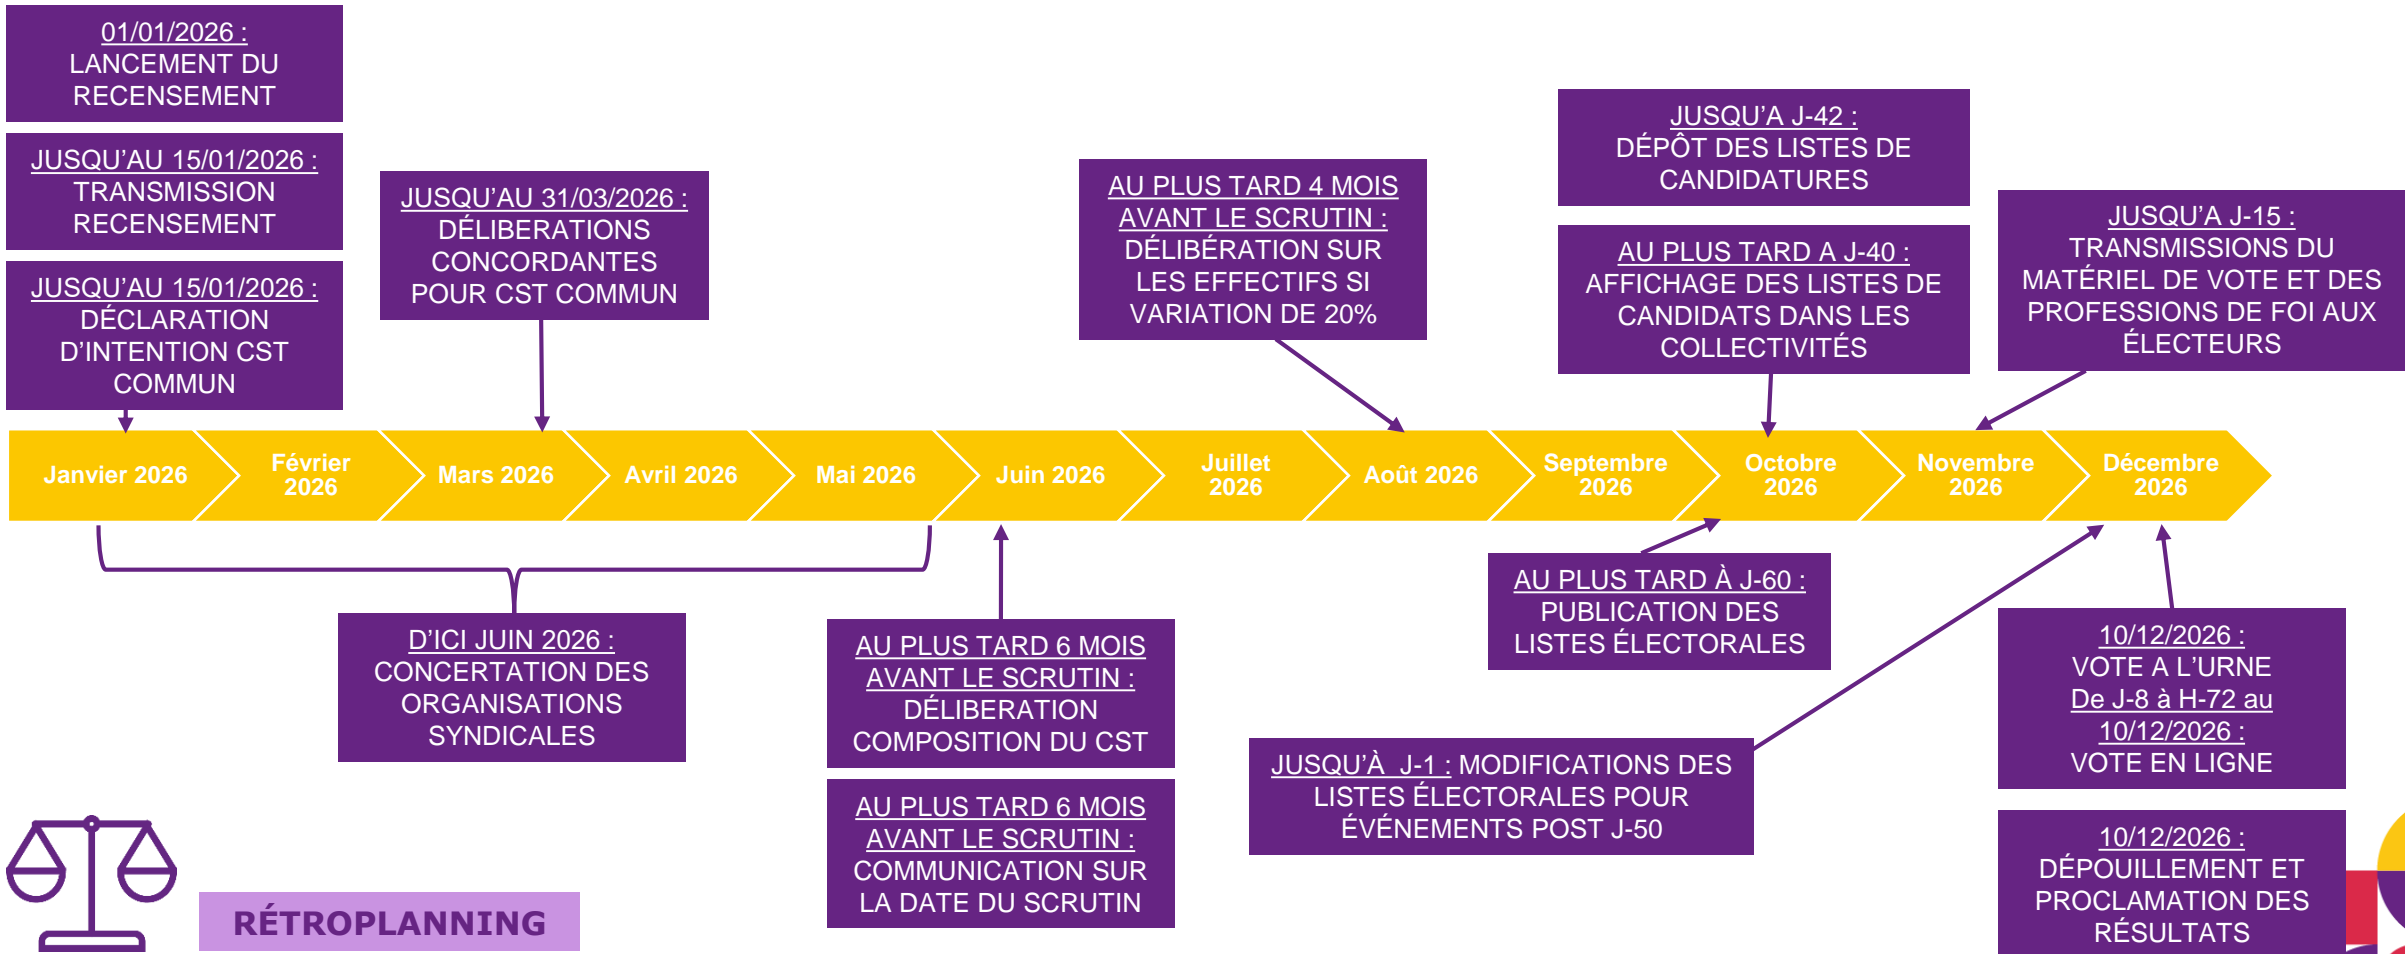 01/01/2026 :
LANCEMENT DU
RECENSEMENT
JUSQU’AU 15/01/2026 :
TRANSMISSION
RECENSEMENT
JUSQU’AU 15/01/2026 :
DÉCLARATION
D’INTENTION CST
COMMUN
JUSQU’AU 31/03/2026 :
DÉLIBERATIONS
CONCORDANTES
POUR CST COMMUN
AU PLUS TARD 4 MOIS
AVANT LE SCRUTIN :
DÉLIBÉRATION SUR
LES EFFECTIFS SI
VARIATION DE 20%
JUSQU’A J-42 :
DÉPÔT DES LISTES DE
CANDIDATURES
AU PLUS TARD A J-40 :
AFFICHAGE DES LISTES DE
CANDIDATS DANS LES
COLLECTIVITÉS
JUSQU’A J-15 :
TRANSMISSIONS DU
MATÉRIEL DE VOTE ET DES
PROFESSIONS DE FOI AUX
ÉLECTEURS
Janvier 2026
Février
2026
Mars 2026
Avril 2026
Mai 2026
Juin 2026
Juillet
2026
Août 2026
Septembre
2026
Octobre
2026
Novembre
2026
Décembre
2026
D’ICI JUIN 2026 :
CONCERTATION DES
ORGANISATIONS
SYNDICALES
AU PLUS TARD 6 MOIS
AVANT LE SCRUTIN :
DÉLIBERATION
COMPOSITION DU CST
AU PLUS TARD 6 MOIS
AVANT LE SCRUTIN :
COMMUNICATION SUR
LA DATE DU SCRUTIN
AU PLUS TARD À J-60 :
PUBLICATION DES
LISTES ÉLECTORALES
JUSQU’À  J-1 : MODIFICATIONS DES
LISTES ÉLECTORALES POUR
ÉVÉNEMENTS POST J-50
10/12/2026 :
VOTE A L’URNE
De J-8 à H-72 au
10/12/2026 :
VOTE EN LIGNE
10/12/2026 :
DÉPOUILLEMENT ET
PROCLAMATION DES
RÉSULTATS
RÉTROPLANNING